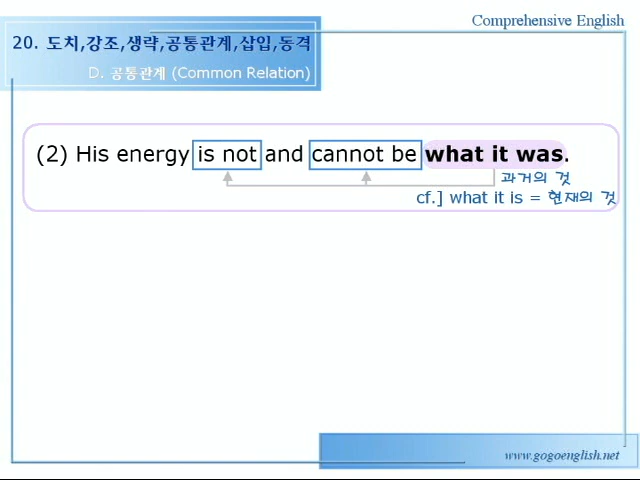 Comprehensive English
20. 도치,강조,생략,공통관계,삽입,동격
D. 공통관계 (Common Relation)
(2) His energy is not and cannot be what it was.
과거의 것
cf.] what it is = 현재의 것
www.gogoenglish.net